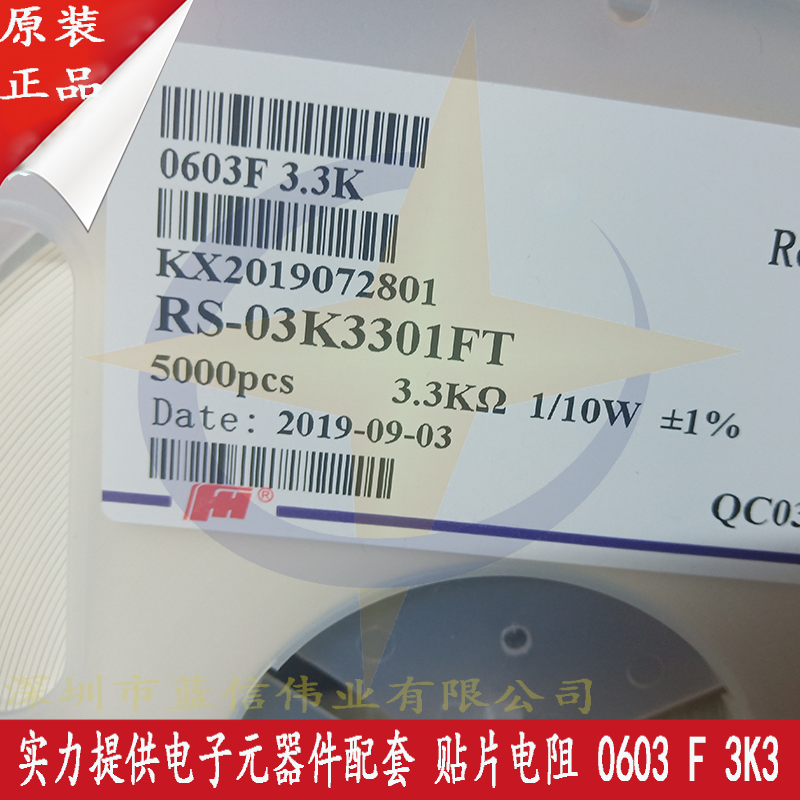 原装
正品
0603F 3.3K
KX2019072801
RS-03K3301FT
5000pcs 3.3KΩ 1/10W ±1%
Date: 2019-09-03
FH®
QC03
深圳市蓝信伟业有限公司
实力提供电子元器件配套 贴片电阻 0603 F 3K3